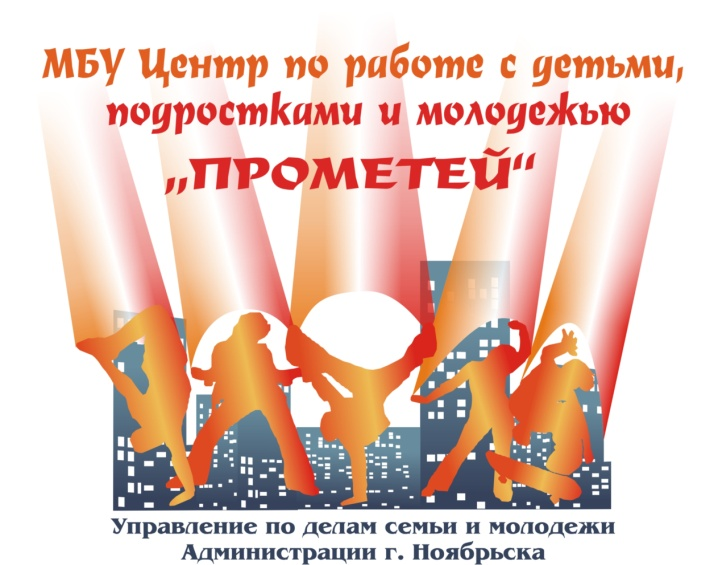 МБУ Центр по работе с детьми,
подростками и молодежью
„ПРОМЕТЕЙ“
Управление по делам семьи и молодежи
Администрации г. Ноябрьска